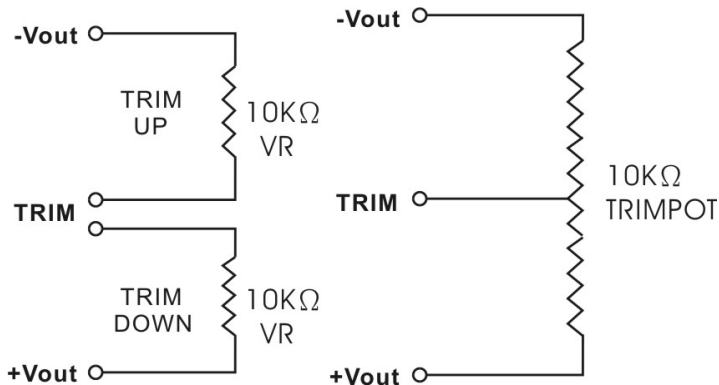 -Vout
TRIM
UP
10KΩ
VR
TRIM
TRIM
DOWN
10KΩ
VR
+Vout
-Vout
TRIM
10KΩ
TRIMPOT
+Vout